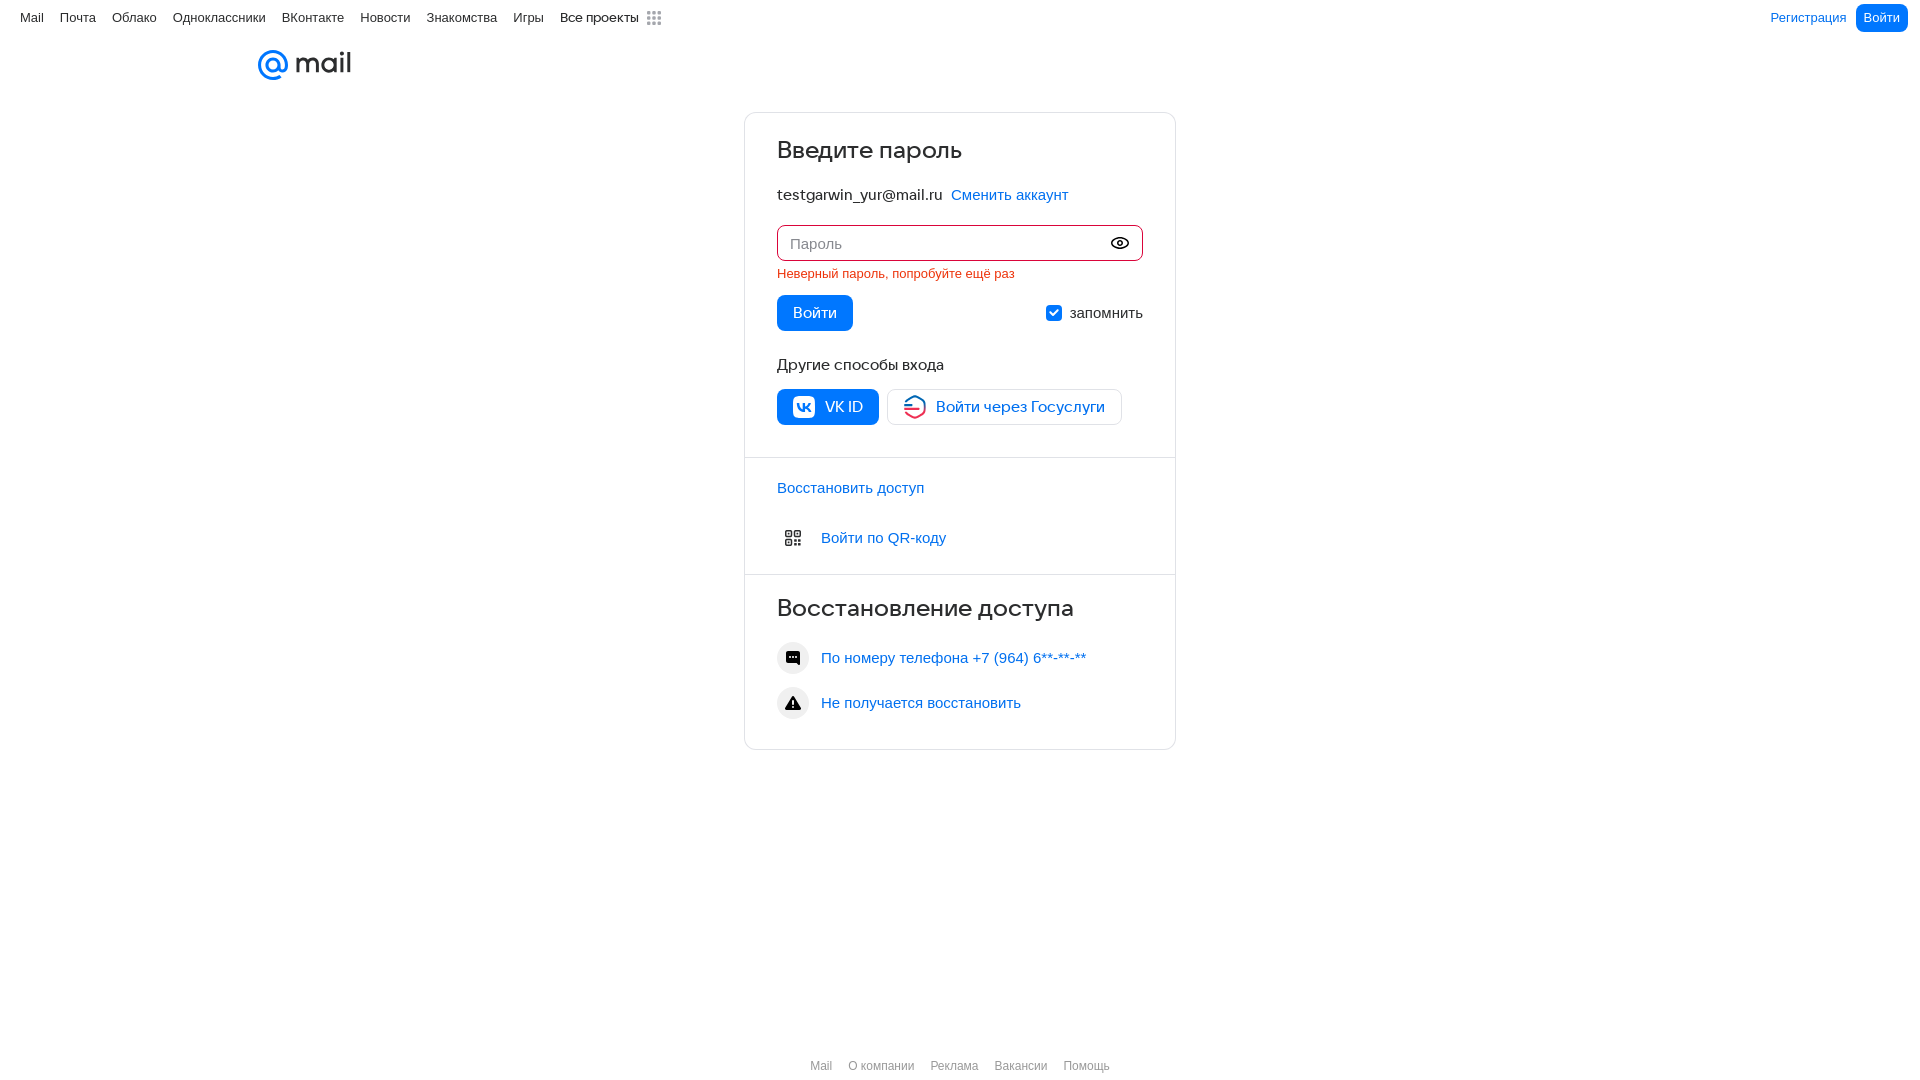 Mail Почта Облако Одноклассники ВКонтакте Новости Знакомства Игры Все проекты Регистрация Войти
mail
Введите пароль
testgarwin_yur@mail.ru Сменить аккаунт
Пароль
Неверный пароль, попробуйте ещё раз
Войти запомнить
Другие способы входа
VK ID Войти через Госуслуги
Восстановить доступ
Войти по QR-коду
Восстановление доступа
По номеру телефона +7 (964) 6**-**-**
Не получается восстановить
Mail О компании Реклама Вакансии Помощь